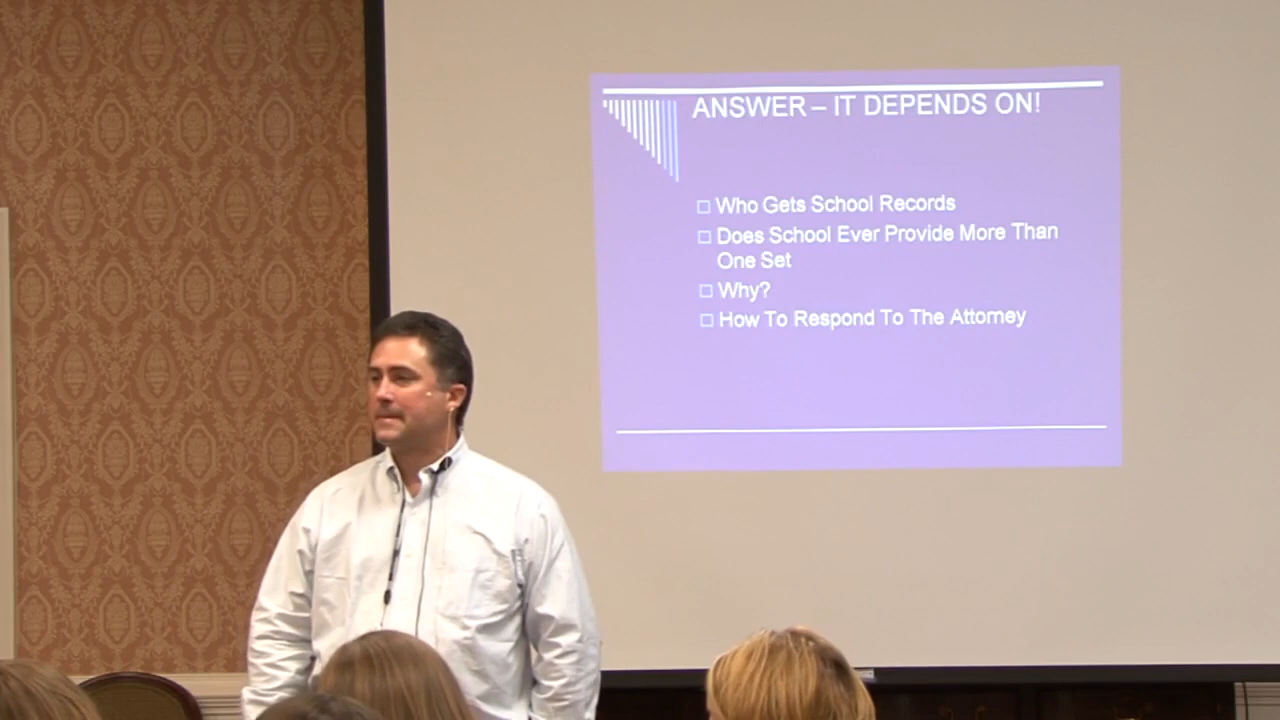 ANSWER – IT DEPENDS ON!
Who Gets School Records
Does School Ever Provide More Than
One Set
Why?
How To Respond To The Attorney